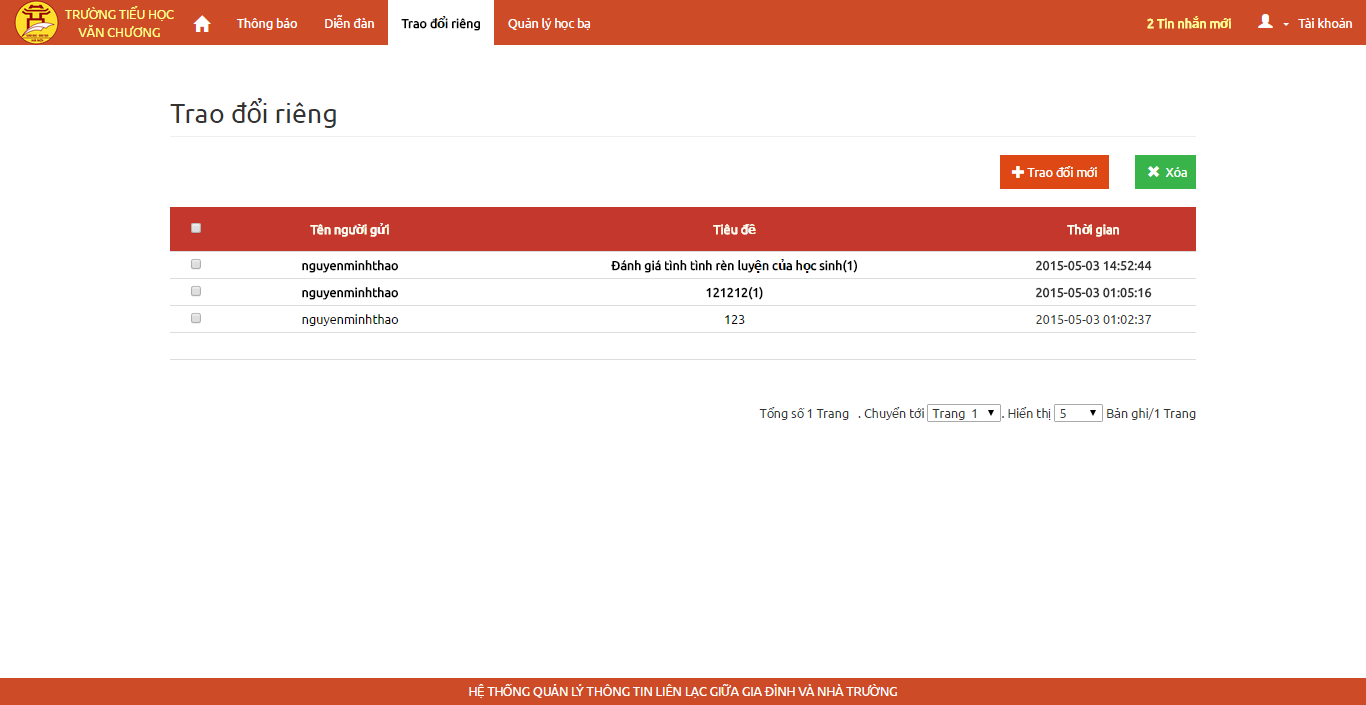 TRƯỜNG TIỂU HỌC
VĂN CHƯƠNG
Thông báo
Diễn đàn
Trao đổi riêng
Quản lý học bạ
2 Tin nhắn mới
Tài khoản
Trao đổi riêng
Trao đổi mới
Xóa
Tên người gửi Tiêu đề Thời gian
nguyenminhthao Đánh giá tình tình rèn luyện của học sinh(1) 2015-05-03 14:52:44
nguyenminhthao 121212(1) 2015-05-03 01:05:16
nguyenminhthao 123 2015-05-03 01:02:37
Tổng số 1 Trang . Chuyển tới Trang 1 . Hiển thị 5 Bản ghi/1 Trang
HỆ THỐNG QUẢN LÝ THÔNG TIN LIÊN LẠC GIỮA GIA ĐÌNH VÀ NHÀ TRƯỜNG